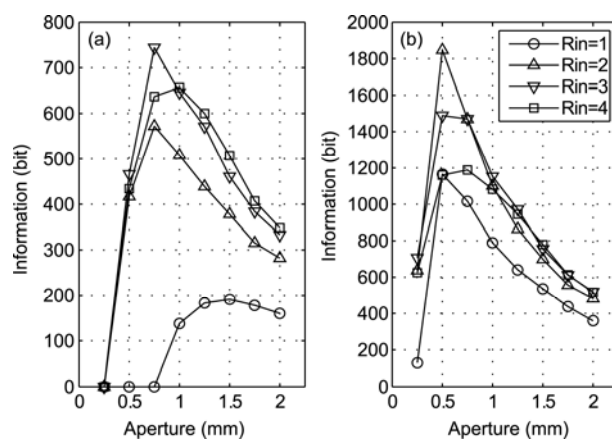 (a)
Information (bit)
800
700
600
500
400
300
200
100
0
0 0.5 1 1.5 2
Aperture (mm)
(b)
Information (bit)
2000
1800
1600
1400
1200
1000
800
600
400
200
0
0 0.5 1 1.5 2
Aperture (mm)
Rin=1
Rin=2
Rin=3
Rin=4